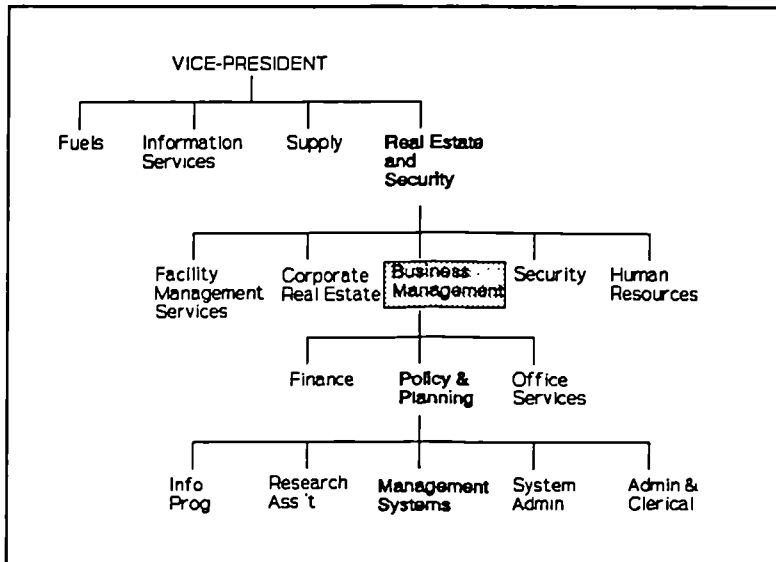 VICE-PRESIDENT
Fuels
Information
Services
Supply
Real Estate
and
Security
Facility
Management
Services
Corporate
Real Estate
Business
Management
Security
Human
Resources
Finance
Policy &
Planning
Office
Services
Info
Prog
Research
Ass't
Management
Systems
System
Admin
Admin &
Clerical